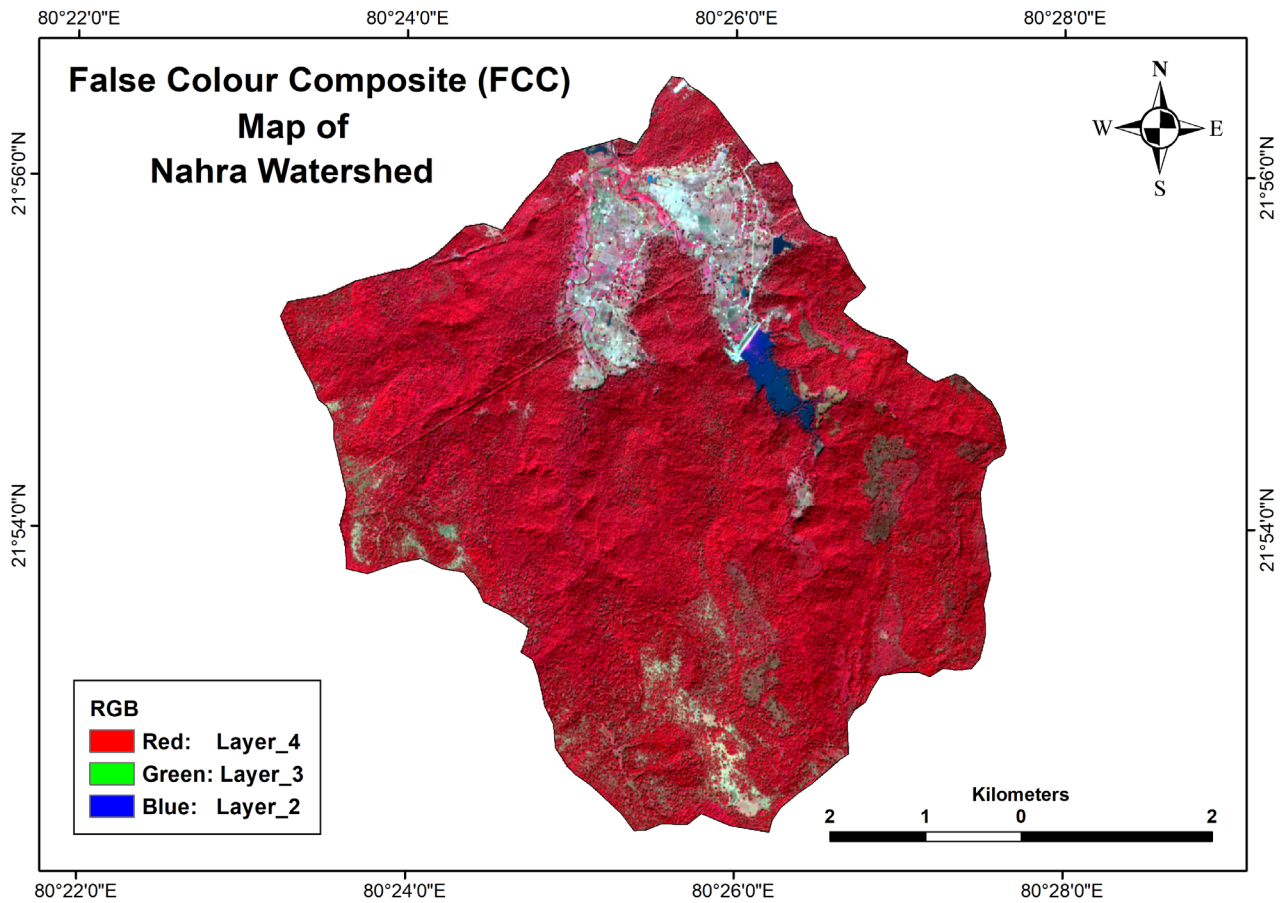 80°22'0"E 80°24'0"E 80°26'0"E 80°28'0"E
False Colour Composite (FCC)
Map of
Nahra Watershed
N
W E
S
21°56'0"N 21°56'0"N
21°54'0"N 21°54'0"N
RGB
Red: Layer_4
Green: Layer_3
Blue: Layer_2
Kilometers
2 1 0 2
80°22'0"E 80°24'0"E 80°26'0"E 80°28'0"E